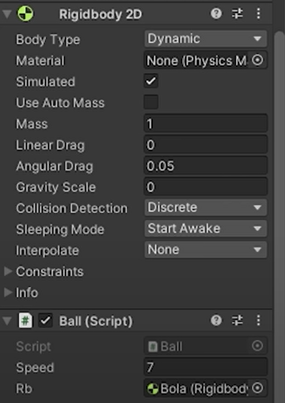 Rigidbody 2D
Body Type Dynamic
Material None (Physics M
Simulated
Use Auto Mass
Mass 1
Linear Drag 0
Angular Drag 0.05
Gravity Scale 0
Collision Detection Discrete
Sleeping Mode Start Awake
Interpolate None
Constraints
Info
# Ball (Script)
Script Ball
Speed 7
Rb Bola (Rigidbody